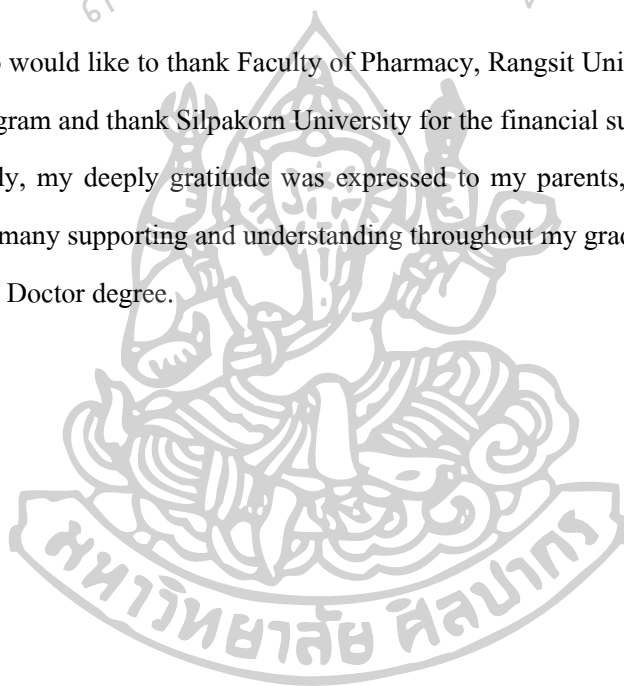 would like to thank Faculty of Pharmacy, Rangsit Uni
gram and thank Silpakorn University for the financial su
ly, my deeply gratitude was expressed to my parents,
many supporting and understanding throughout my grad
Doctor degree.
มหาวิทยาลัย ศิลปากร